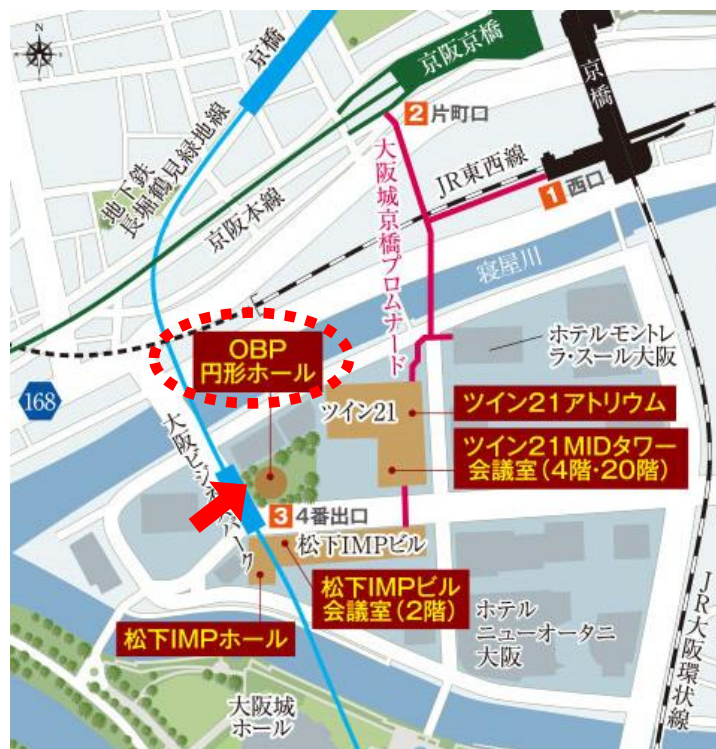 N
京橋
京阪京橋
京橋
2 片町口
地下鉄
長堀鶴見緑地線
京阪本線
大阪城京橋プロムナード
JR東西線
1 西口
寝屋川
OBP
円形ホール
ホテルモントレ
ラ・スール大阪
168
ツイン21
ツイン21アトリウム
ツイン21MIDタワー
会議室(4階・20階)
大阪ビジネスパーク
3 4番出口
松下IMPビル
松下IMPホール
松下IMPビル
会議室(2階)
ホテル
ニューオータニ
大阪
JR大阪環状線
大阪城
ホール